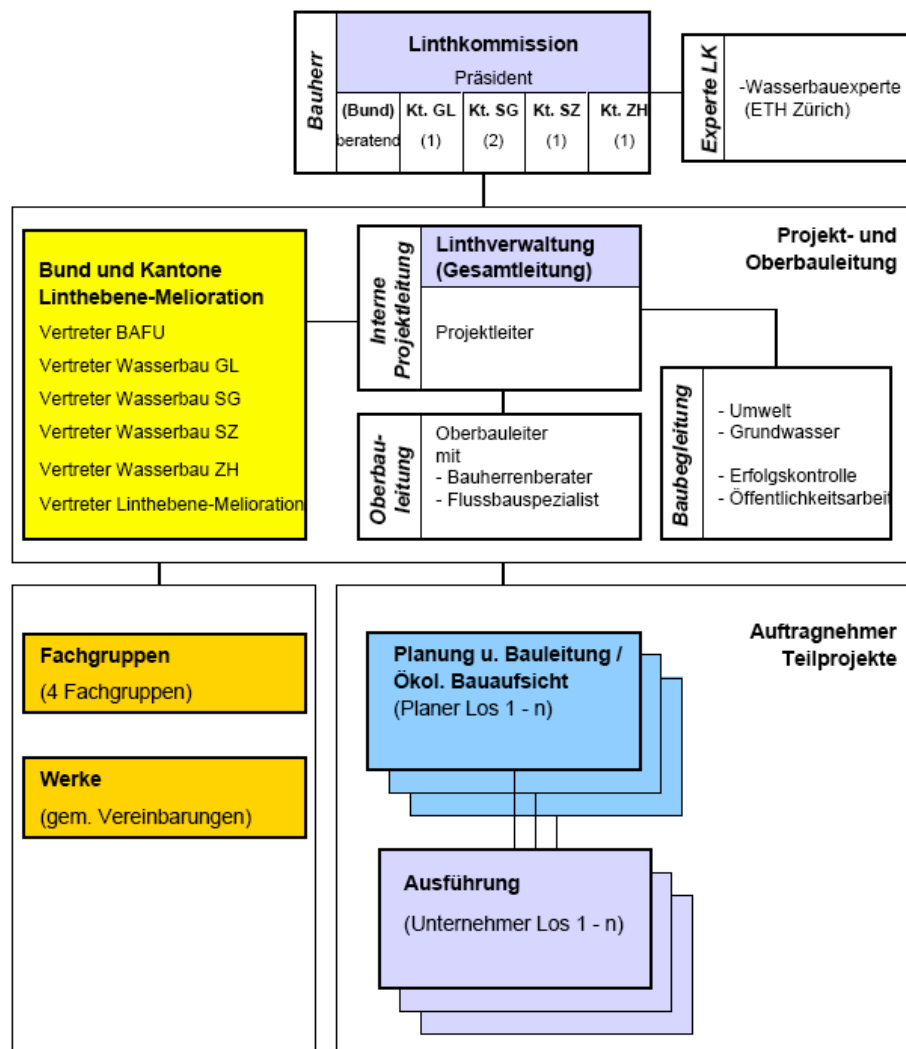 Bauherr
Linthkommission
Präsident
(Bund) Kt. GL Kt. SG Kt. SZ Kt. ZH
beratend (1) (2) (1) (1)
Experte LK
-Wasserbauexperte
(ETH Zürich)
Projekt- und
Oberbauleitung
Bund und Kantone
Linthebene-Melioration
Vertreter BAFU
Vertreter Wasserbau GL
Vertreter Wasserbau SG
Vertreter Wasserbau SZ
Vertreter Wasserbau ZH
Vertreter Linthebene-Melioration
Interne
Projektleitung
Linthverwaltung
(Gesamtleitung)
Projektleiter
Oberbau-
leitung
Oberbauleiter
mit
- Bauherrenberater
- Flussbauspezialist
Baubegleitung
- Umwelt
- Grundwasser
- Erfolgskontrolle
- Öffentlichkeitsarbeit
Fachgruppen
(4 Fachgruppen)
Werke
(gem. Vereinbarungen)
Auftragnehmer
Teilprojekte
Planung u. Bauleitung /
Ökol. Bauaufsicht
(Planer Los 1 - n)
Ausführung
(Unternehmer Los 1 - n)